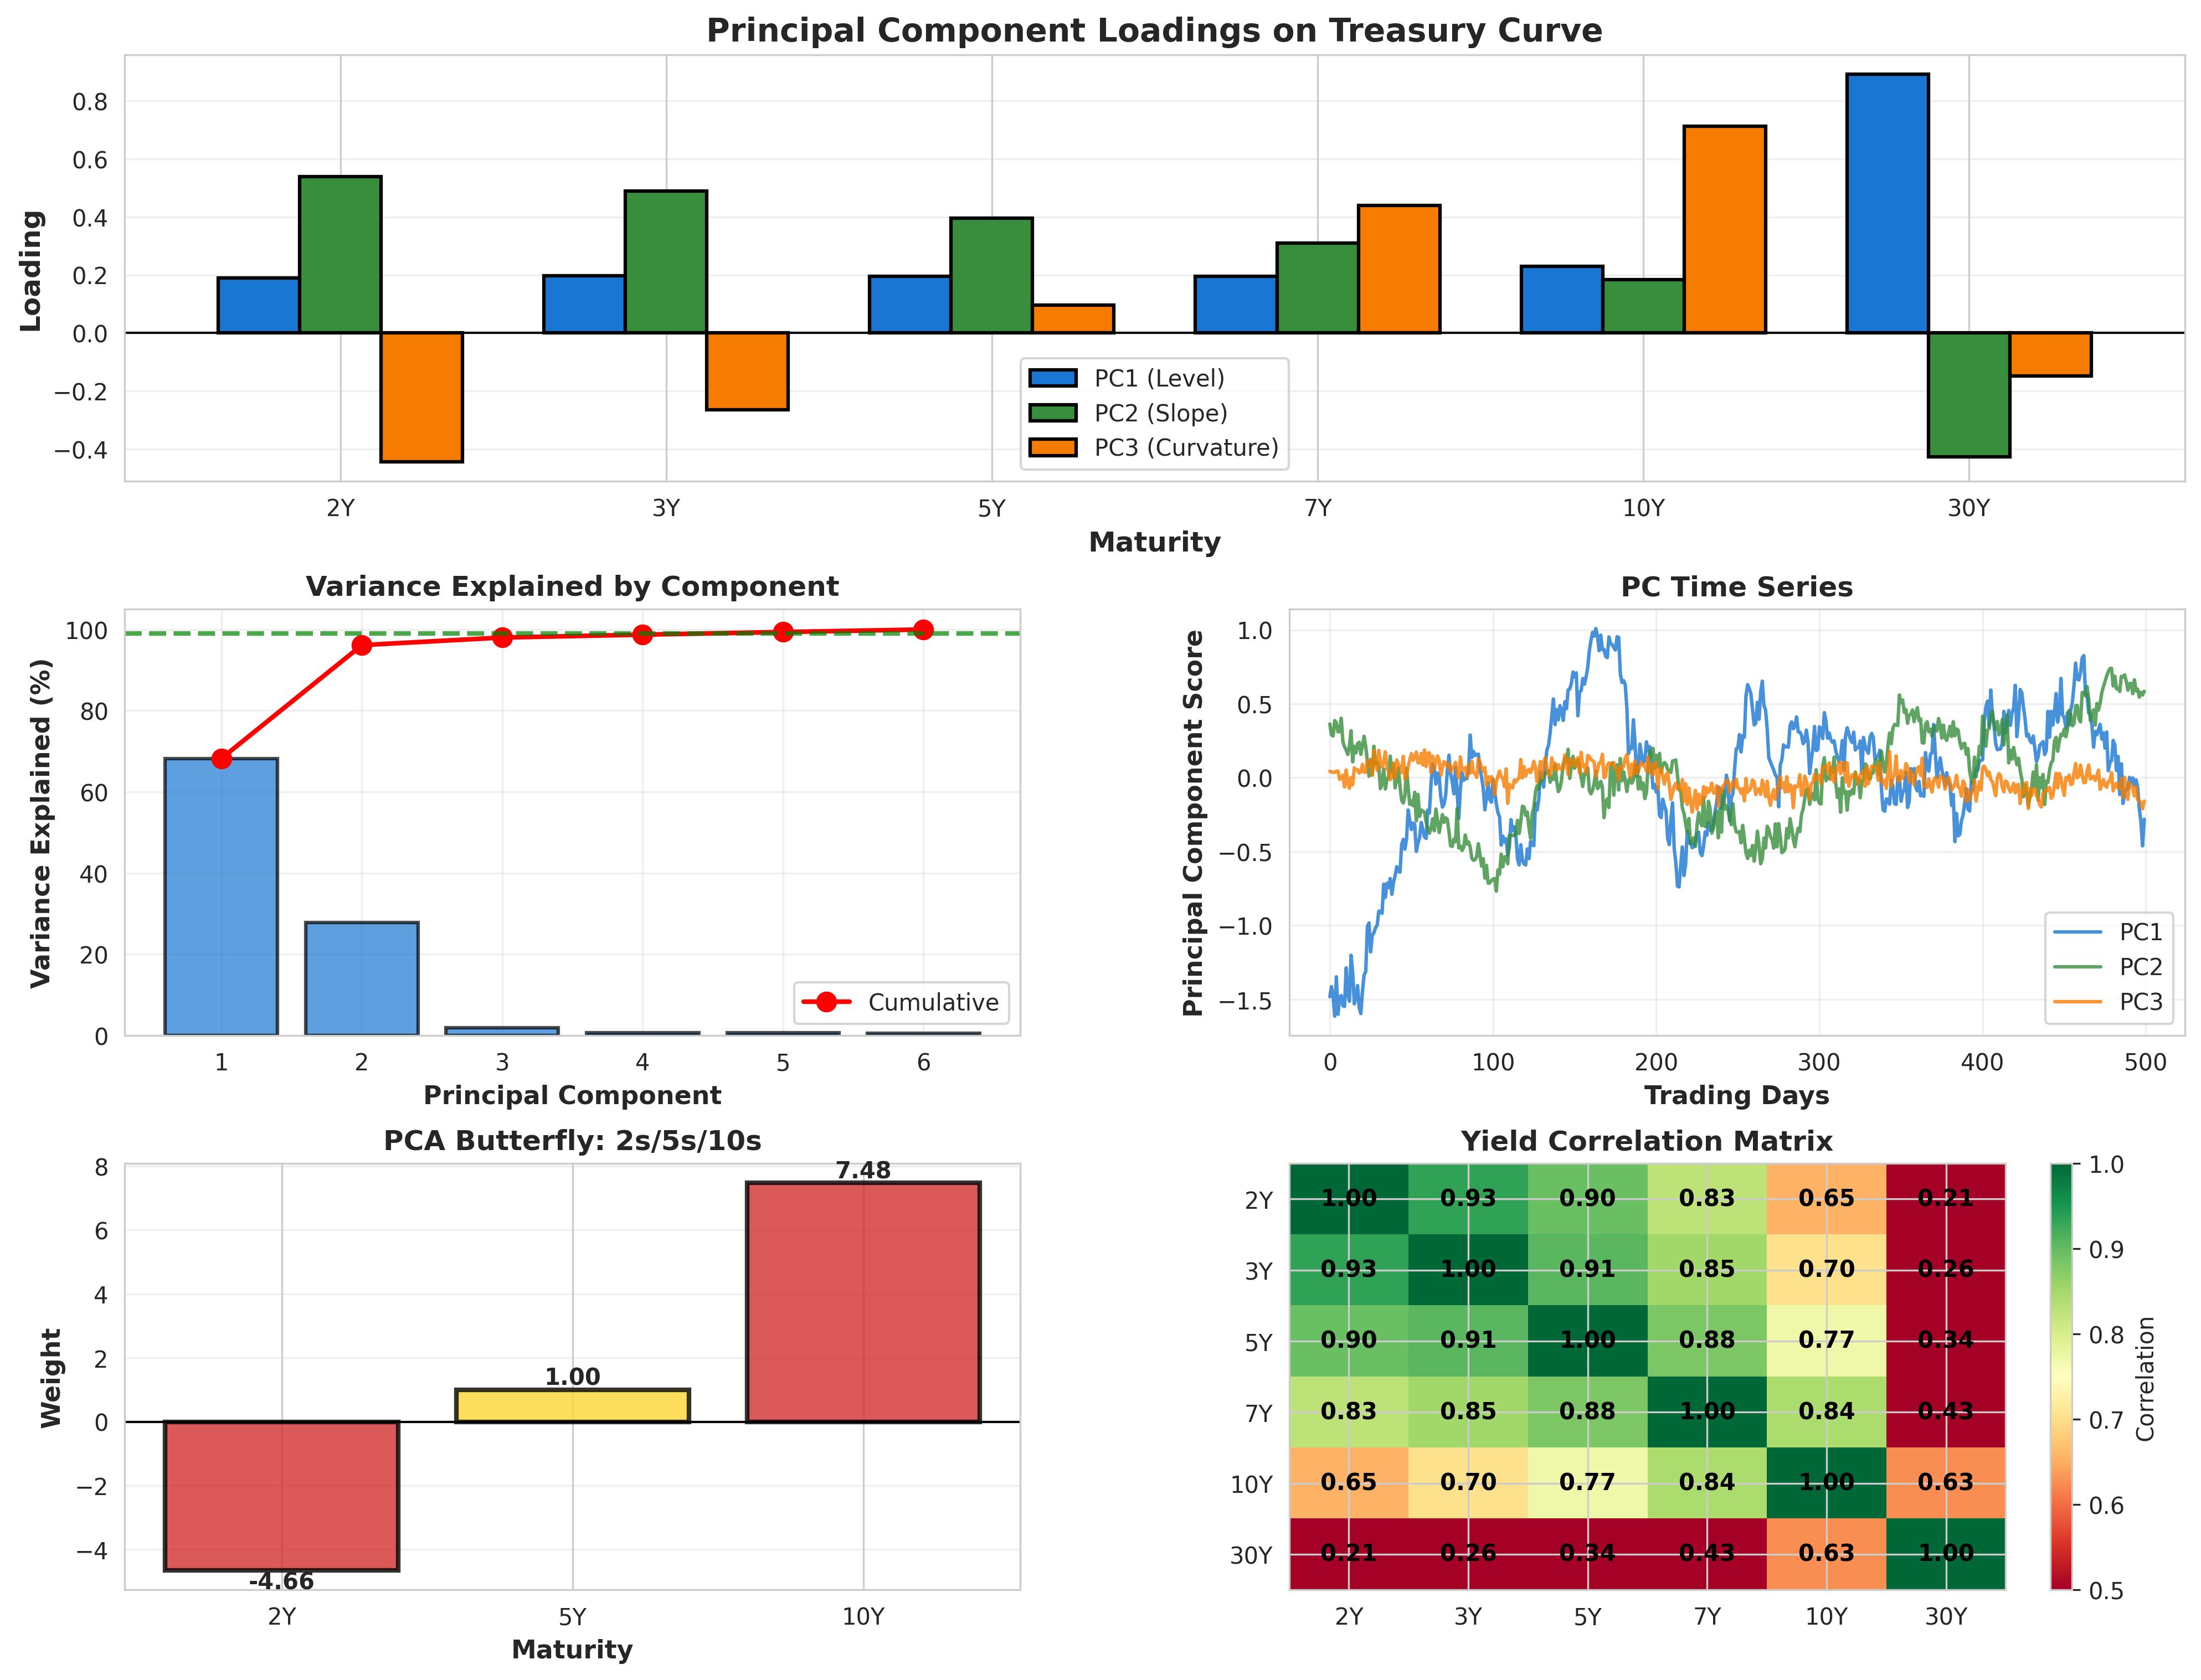 Principal Component Loadings on Treasury Curve
Loading
0.8
0.6
0.4
0.2
0.0
−0.2
−0.4
PC1 (Level)
PC2 (Slope)
PC3 (Curvature)
2Y 3Y 5Y 7Y 10Y 30Y
Maturity
Variance Explained by Component
Variance Explained (%)
100
80
60
40
20
0
Cumulative
1 2 3 4 5 6
Principal Component
PC Time Series
Principal Component Score
1.0
0.5
0.0
−0.5
−1.0
−1.5
PC1
PC2
PC3
0 100 200 300 400 500
Trading Days
PCA Butterfly: 2s/5s/10s
Weight
8
6
4
2
0
−2
−4
7.48
1.00
-4.66
2Y 5Y 10Y
Maturity
Yield Correlation Matrix
2Y 1.00 0.93 0.90 0.83 0.65 0.21
3Y 0.93 1.00 0.91 0.85 0.70 0.26
5Y 0.90 0.91 1.00 0.88 0.77 0.34
7Y 0.83 0.85 0.88 1.00 0.84 0.43
10Y 0.65 0.70 0.77 0.84 1.00 0.63
30Y 0.21 0.26 0.34 0.43 0.63 1.00
2Y 3Y 5Y 7Y 10Y 30Y
1.0
0.9
0.8
0.7
0.6
0.5
Correlation